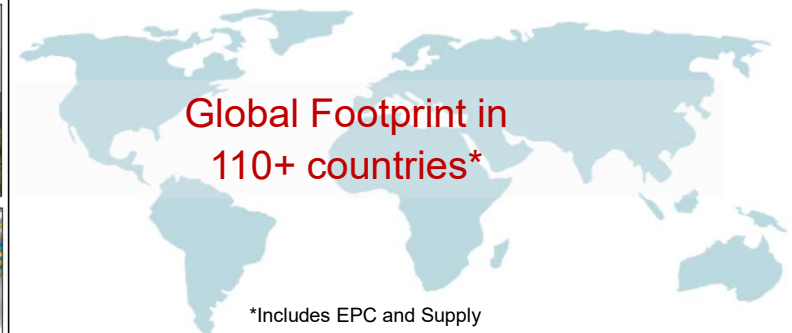 Global Footprint in
110+ countries*
*Includes EPC and Supply